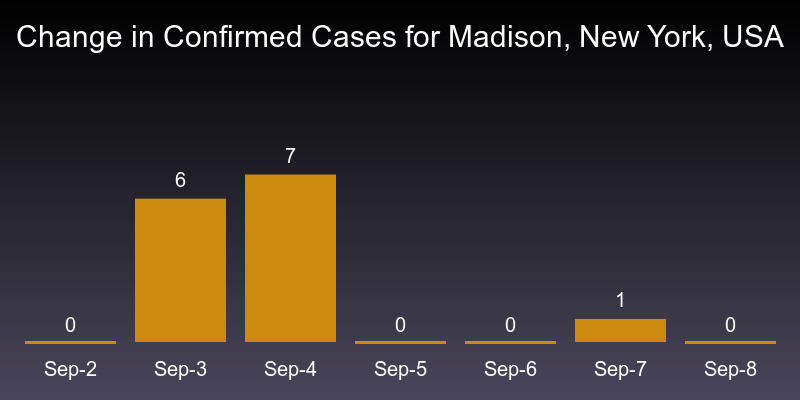 Change in Confirmed Cases for Madison, New York, USA
7
6
1
0 0 0 0
Sep-2 Sep-3 Sep-4 Sep-5 Sep-6 Sep-7 Sep-8